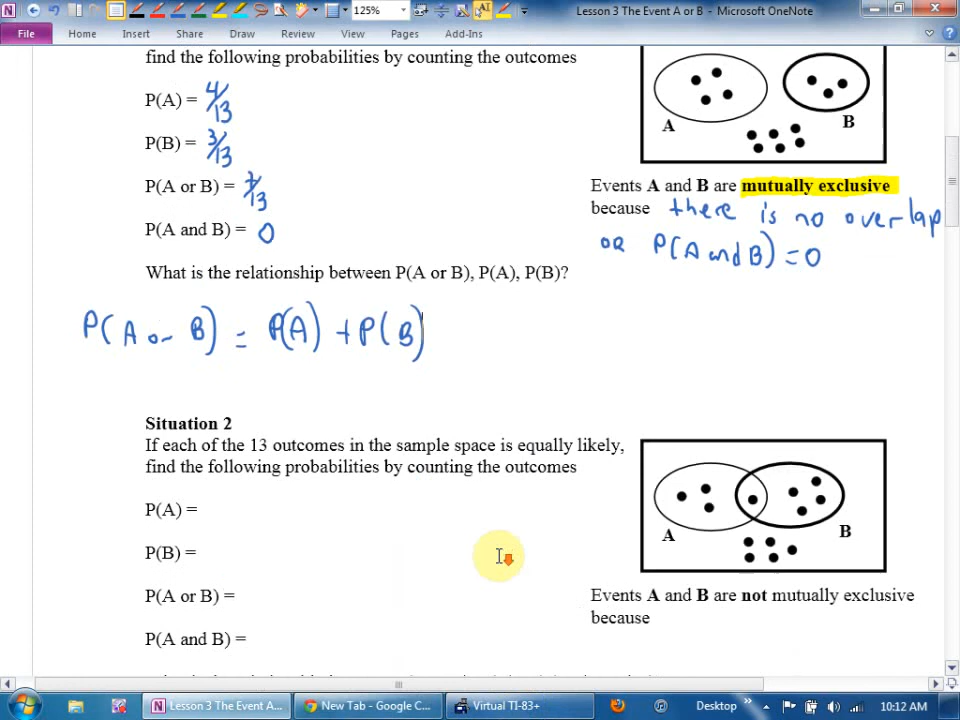 125%
Lesson 3 The Event A or B - Microsoft OneNote
File Home Insert Share Draw Review View Pages Add-Ins
find the following probabilities by counting the outcomes
P(A) = 4/13
P(B) = 3/13
P(A or B) = 7/13
P(A and B) = 0
What is the relationship between P(A or B), P(A), P(B)?
P(A or B) = P(A) + P(B)
A
B
Events A and B are mutually exclusive
because there is no overlap
or P(A and B) = 0
Situation 2
If each of the 13 outcomes in the sample space is equally likely,
find the following probabilities by counting the outcomes
P(A) =
P(B) =
P(A or B) =
P(A and B) =
A
B
Events A and B are not mutually exclusive
because
Lesson 3 The Event A... New Tab - Google C... Virtual TI-83+ Desktop » 10:12 AM